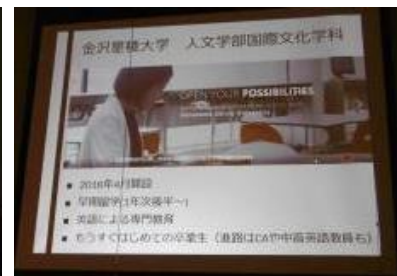 金沢星稜大学 人文学部国際文化学科
OPEN YOUR POSSIBILITIES
■ 2016年4月開設
■ 早期留学(1年次後半～)
■ 英語による専門教育
■ もうすぐはじめての卒業生(進路はCAや中高英語教員も)